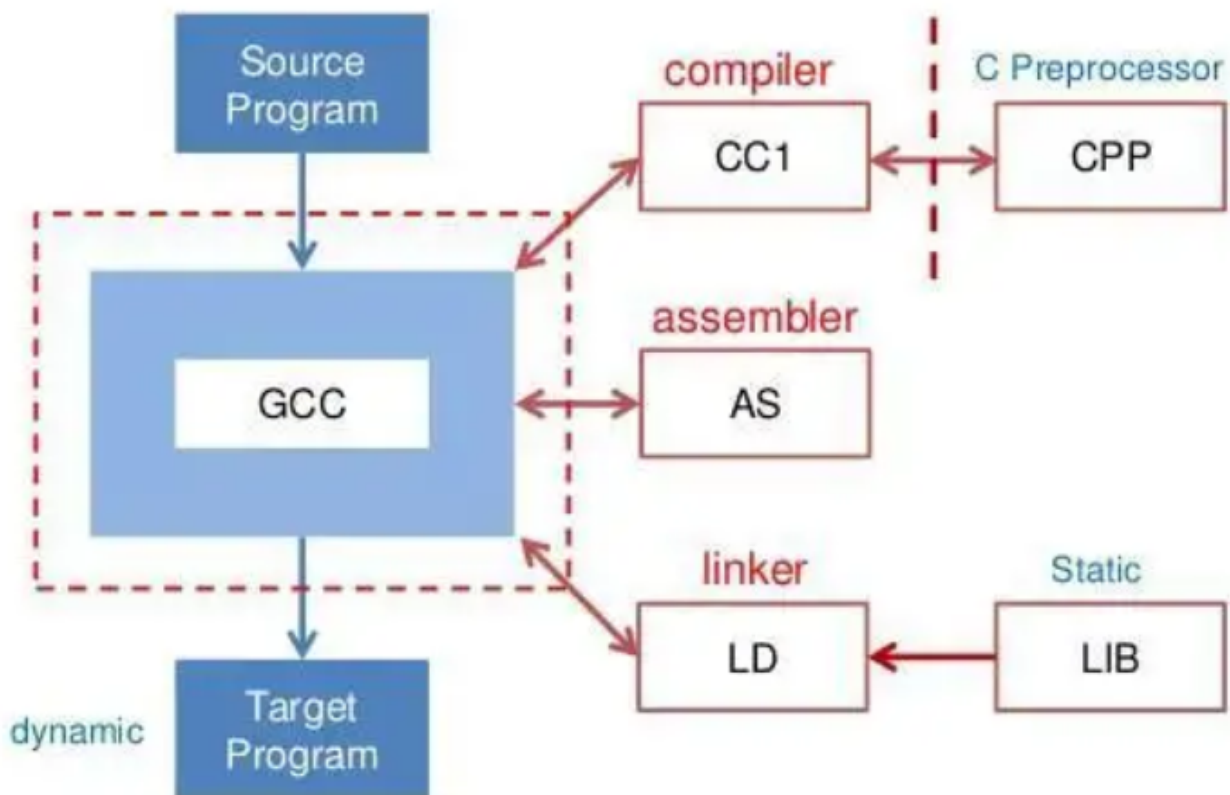 Source
Program
compiler
C Preprocessor
CC1
CPP
assembler
GCC
AS
linker
Static
LD
LIB
dynamic
Target
Program